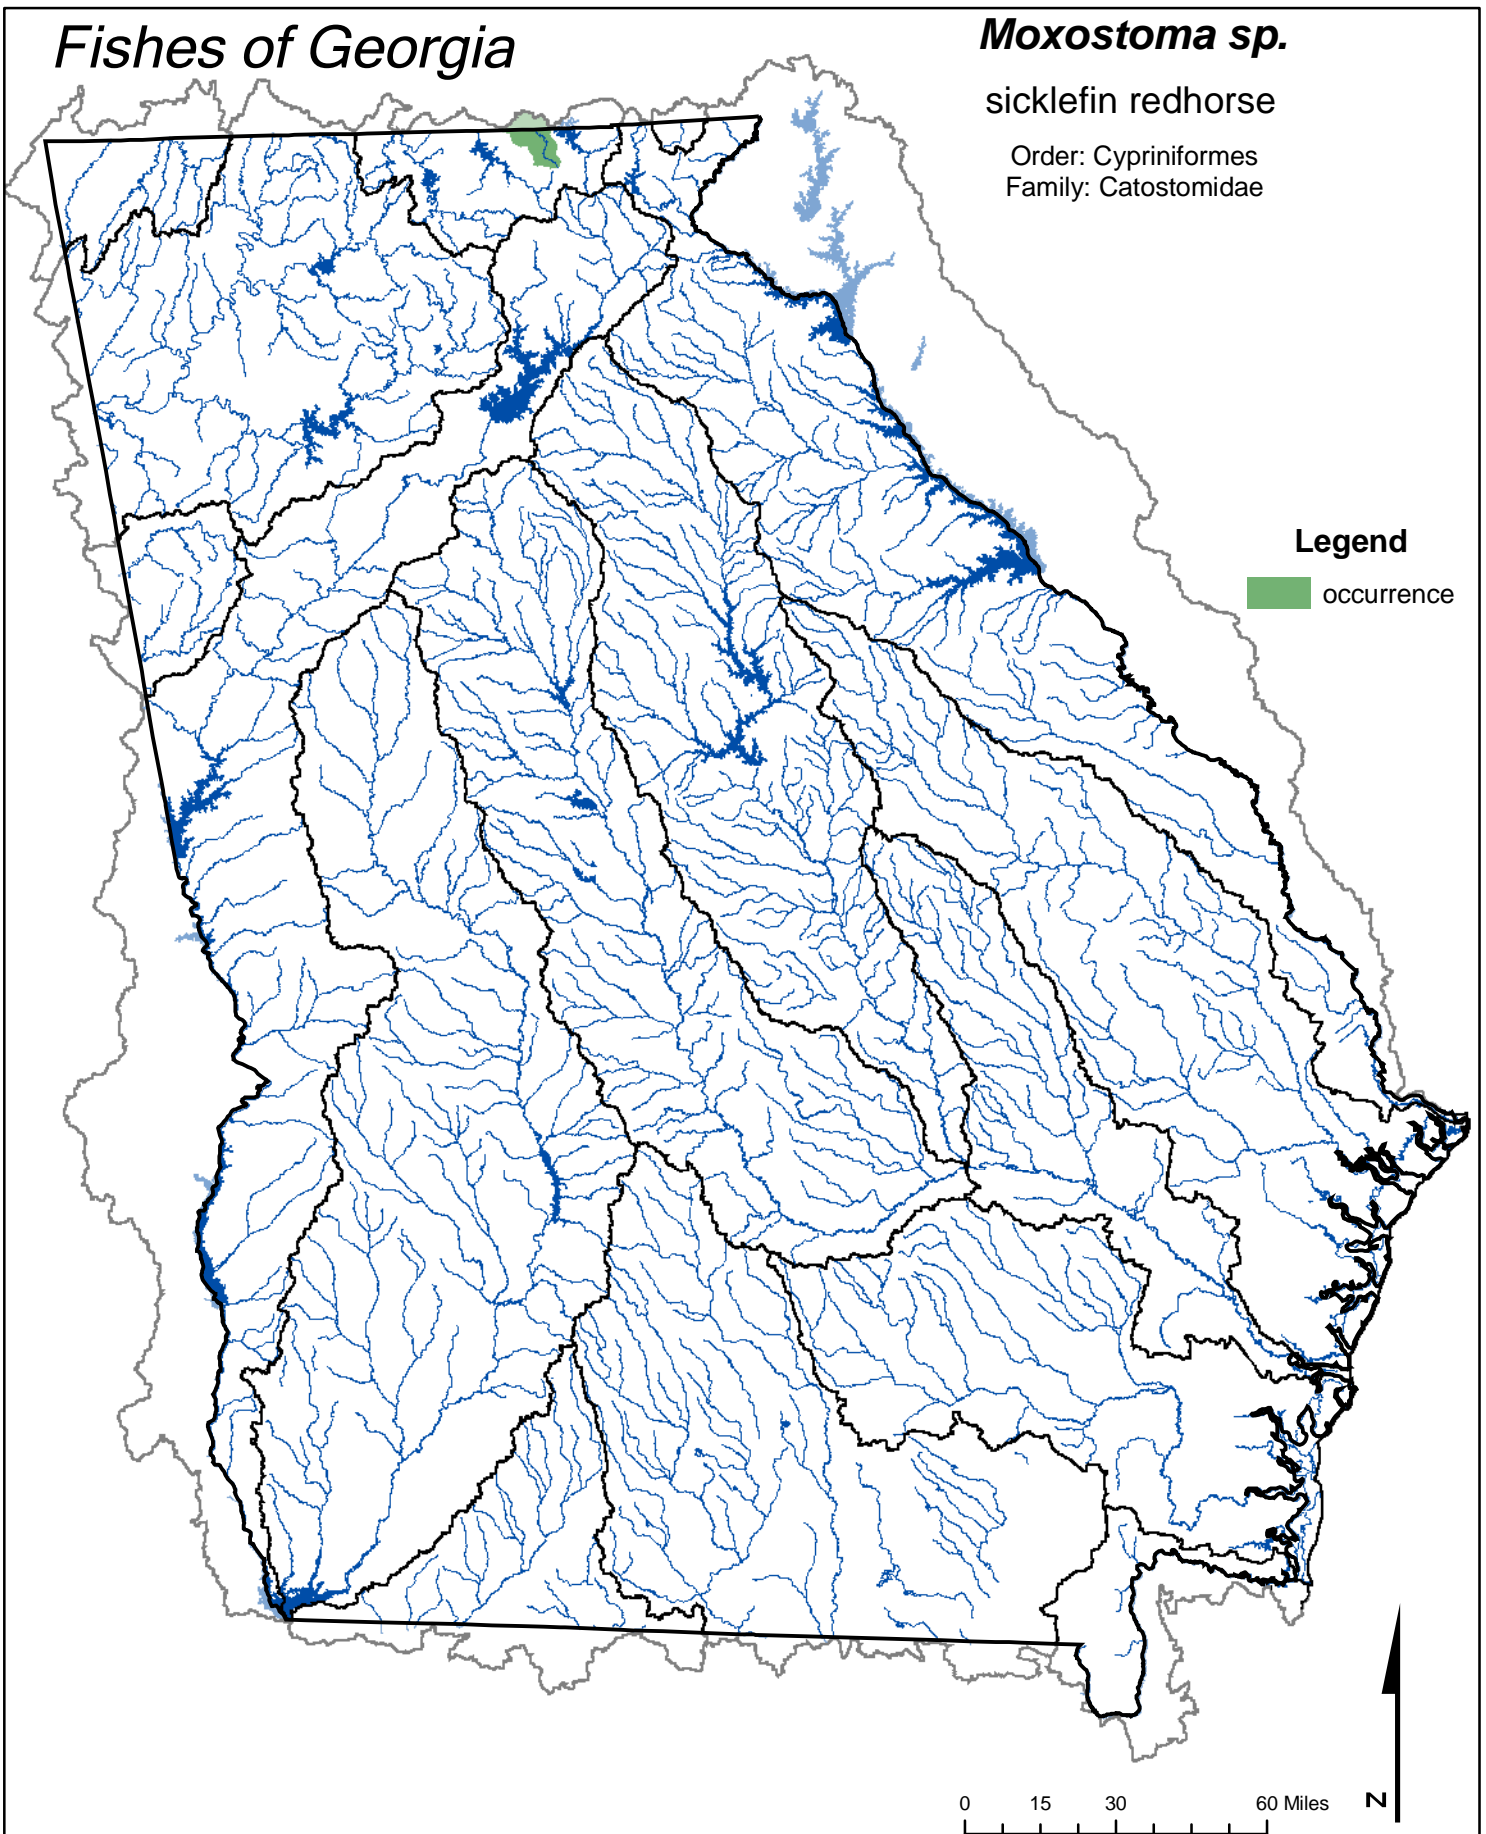 Fishes of Georgia
Moxostoma sp.
sicklefin redhorse
Order: Cypriniformes
Family: Catostomidae
Legend
occurrence
0 15 30 60 Miles
N